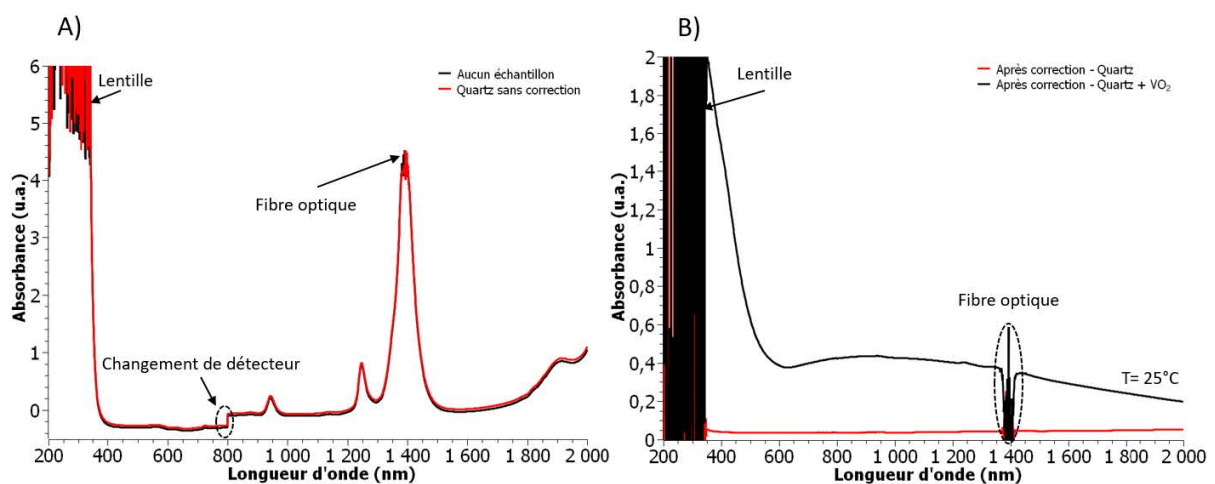 A)
Absorbance (u.a.)
6
5
4
3
2
1
0
Lentille
Aucun échantillon
Quartz sans correction
Fibre optique
Changement de détecteur
200 400 600 800 1 000 1 200 1 400 1 600 1 800 2 000
Longueur d'onde (nm)
B)
Absorbance (u.a.)
2
1,8
1,6
1,4
1,2
1
0,8
0,6
0,4
0,2
0
Lentille
Après correction - Quartz
Après correction - Quartz + VO₂
Fibre optique
T= 25°C
200 400 600 800 1 000 1 200 1 400 1 600 1 800 2 000
Longueur d'onde (nm)